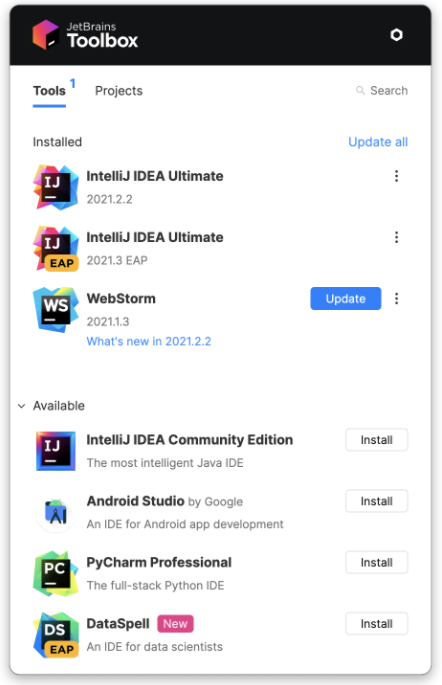 JetBrains
Toolbox
Tools 1 Projects Search
Installed Update all
IJ IntelliJ IDEA Ultimate
2021.2.2
IJ IntelliJ IDEA Ultimate
EAP 2021.3 EAP
WS WebStorm Update
2021.1.3
What's new in 2021.2.2
Available
IJ IntelliJ IDEA Community Edition Install
The most intelligent Java IDE
Android Studio by Google Install
An IDE for Android app development
PC PyCharm Professional Install
The full-stack Python IDE
DS DataSpell New Install
EAP An IDE for data scientists